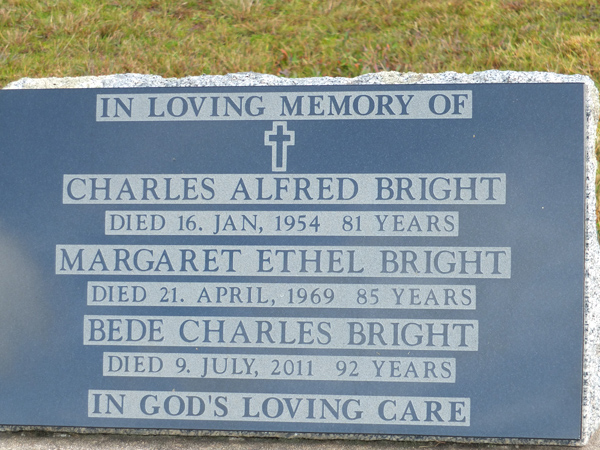 IN LOVING MEMORY OF
CHARLES ALFRED BRIGHT
DIED 16. JAN, 1954 81 YEARS
MARGARET ETHEL BRIGHT
DIED 21. APRIL, 1969 85 YEARS
BEDE CHARLES BRIGHT
DIED 9. JULY, 2011 92 YEARS
IN GOD'S LOVING CARE